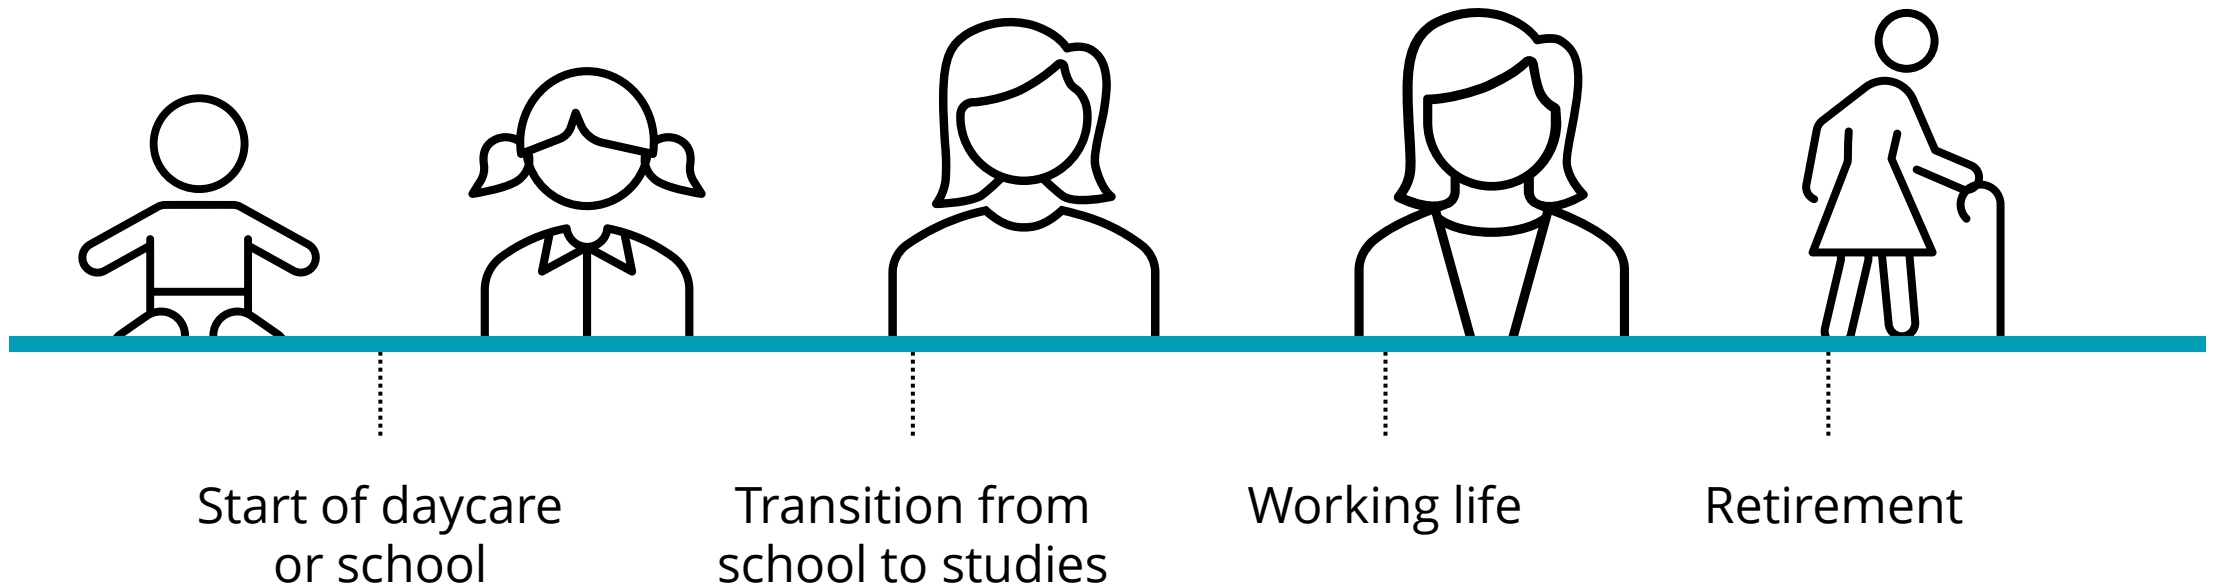 Start of daycare
or school
Transition from
school to studies
Working life
Retirement